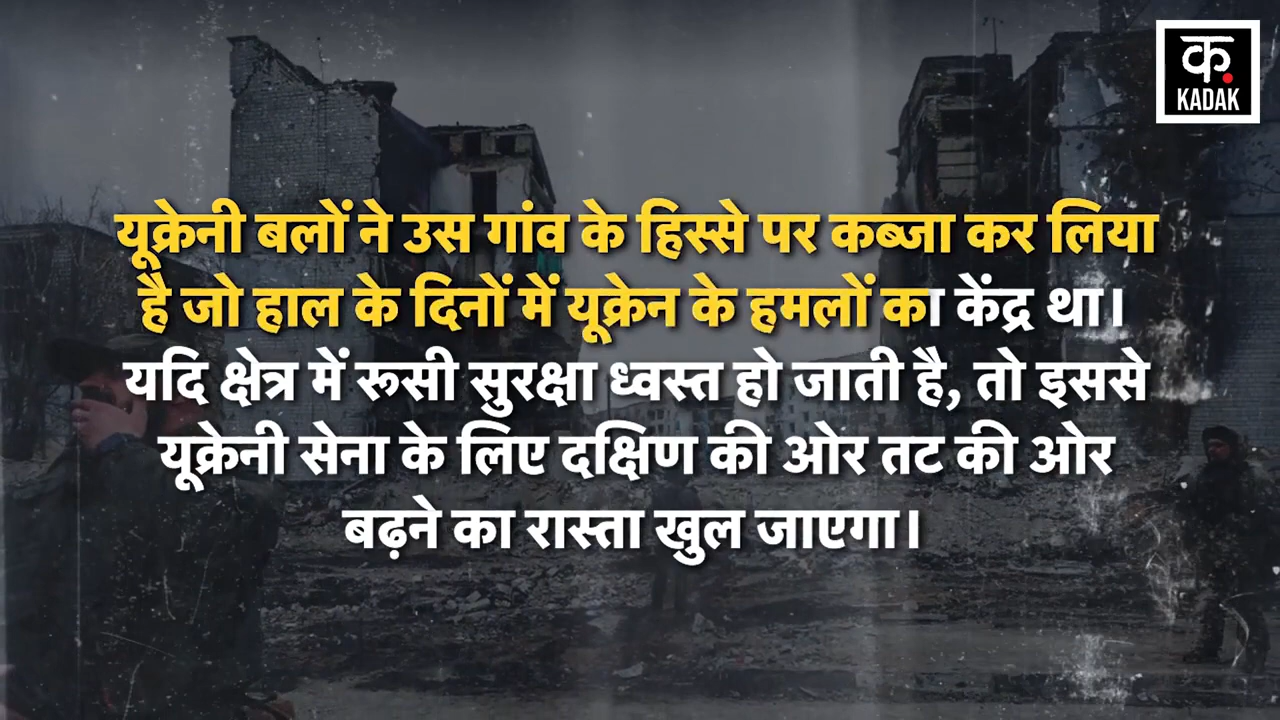 क.
KADAK
यूक्रेनी बलों ने उस गांव के हिस्से पर कब्जा कर लिया
है जो हाल के दिनों में यूक्रेन के हमलों का केंद्र था।
यदि क्षेत्र में रूसी सुरक्षा ध्वस्त हो जाती है, तो इससे
यूक्रेनी सेना के लिए दक्षिण की ओर तट की ओर
बढ़ने का रास्ता खुल जाएगा।